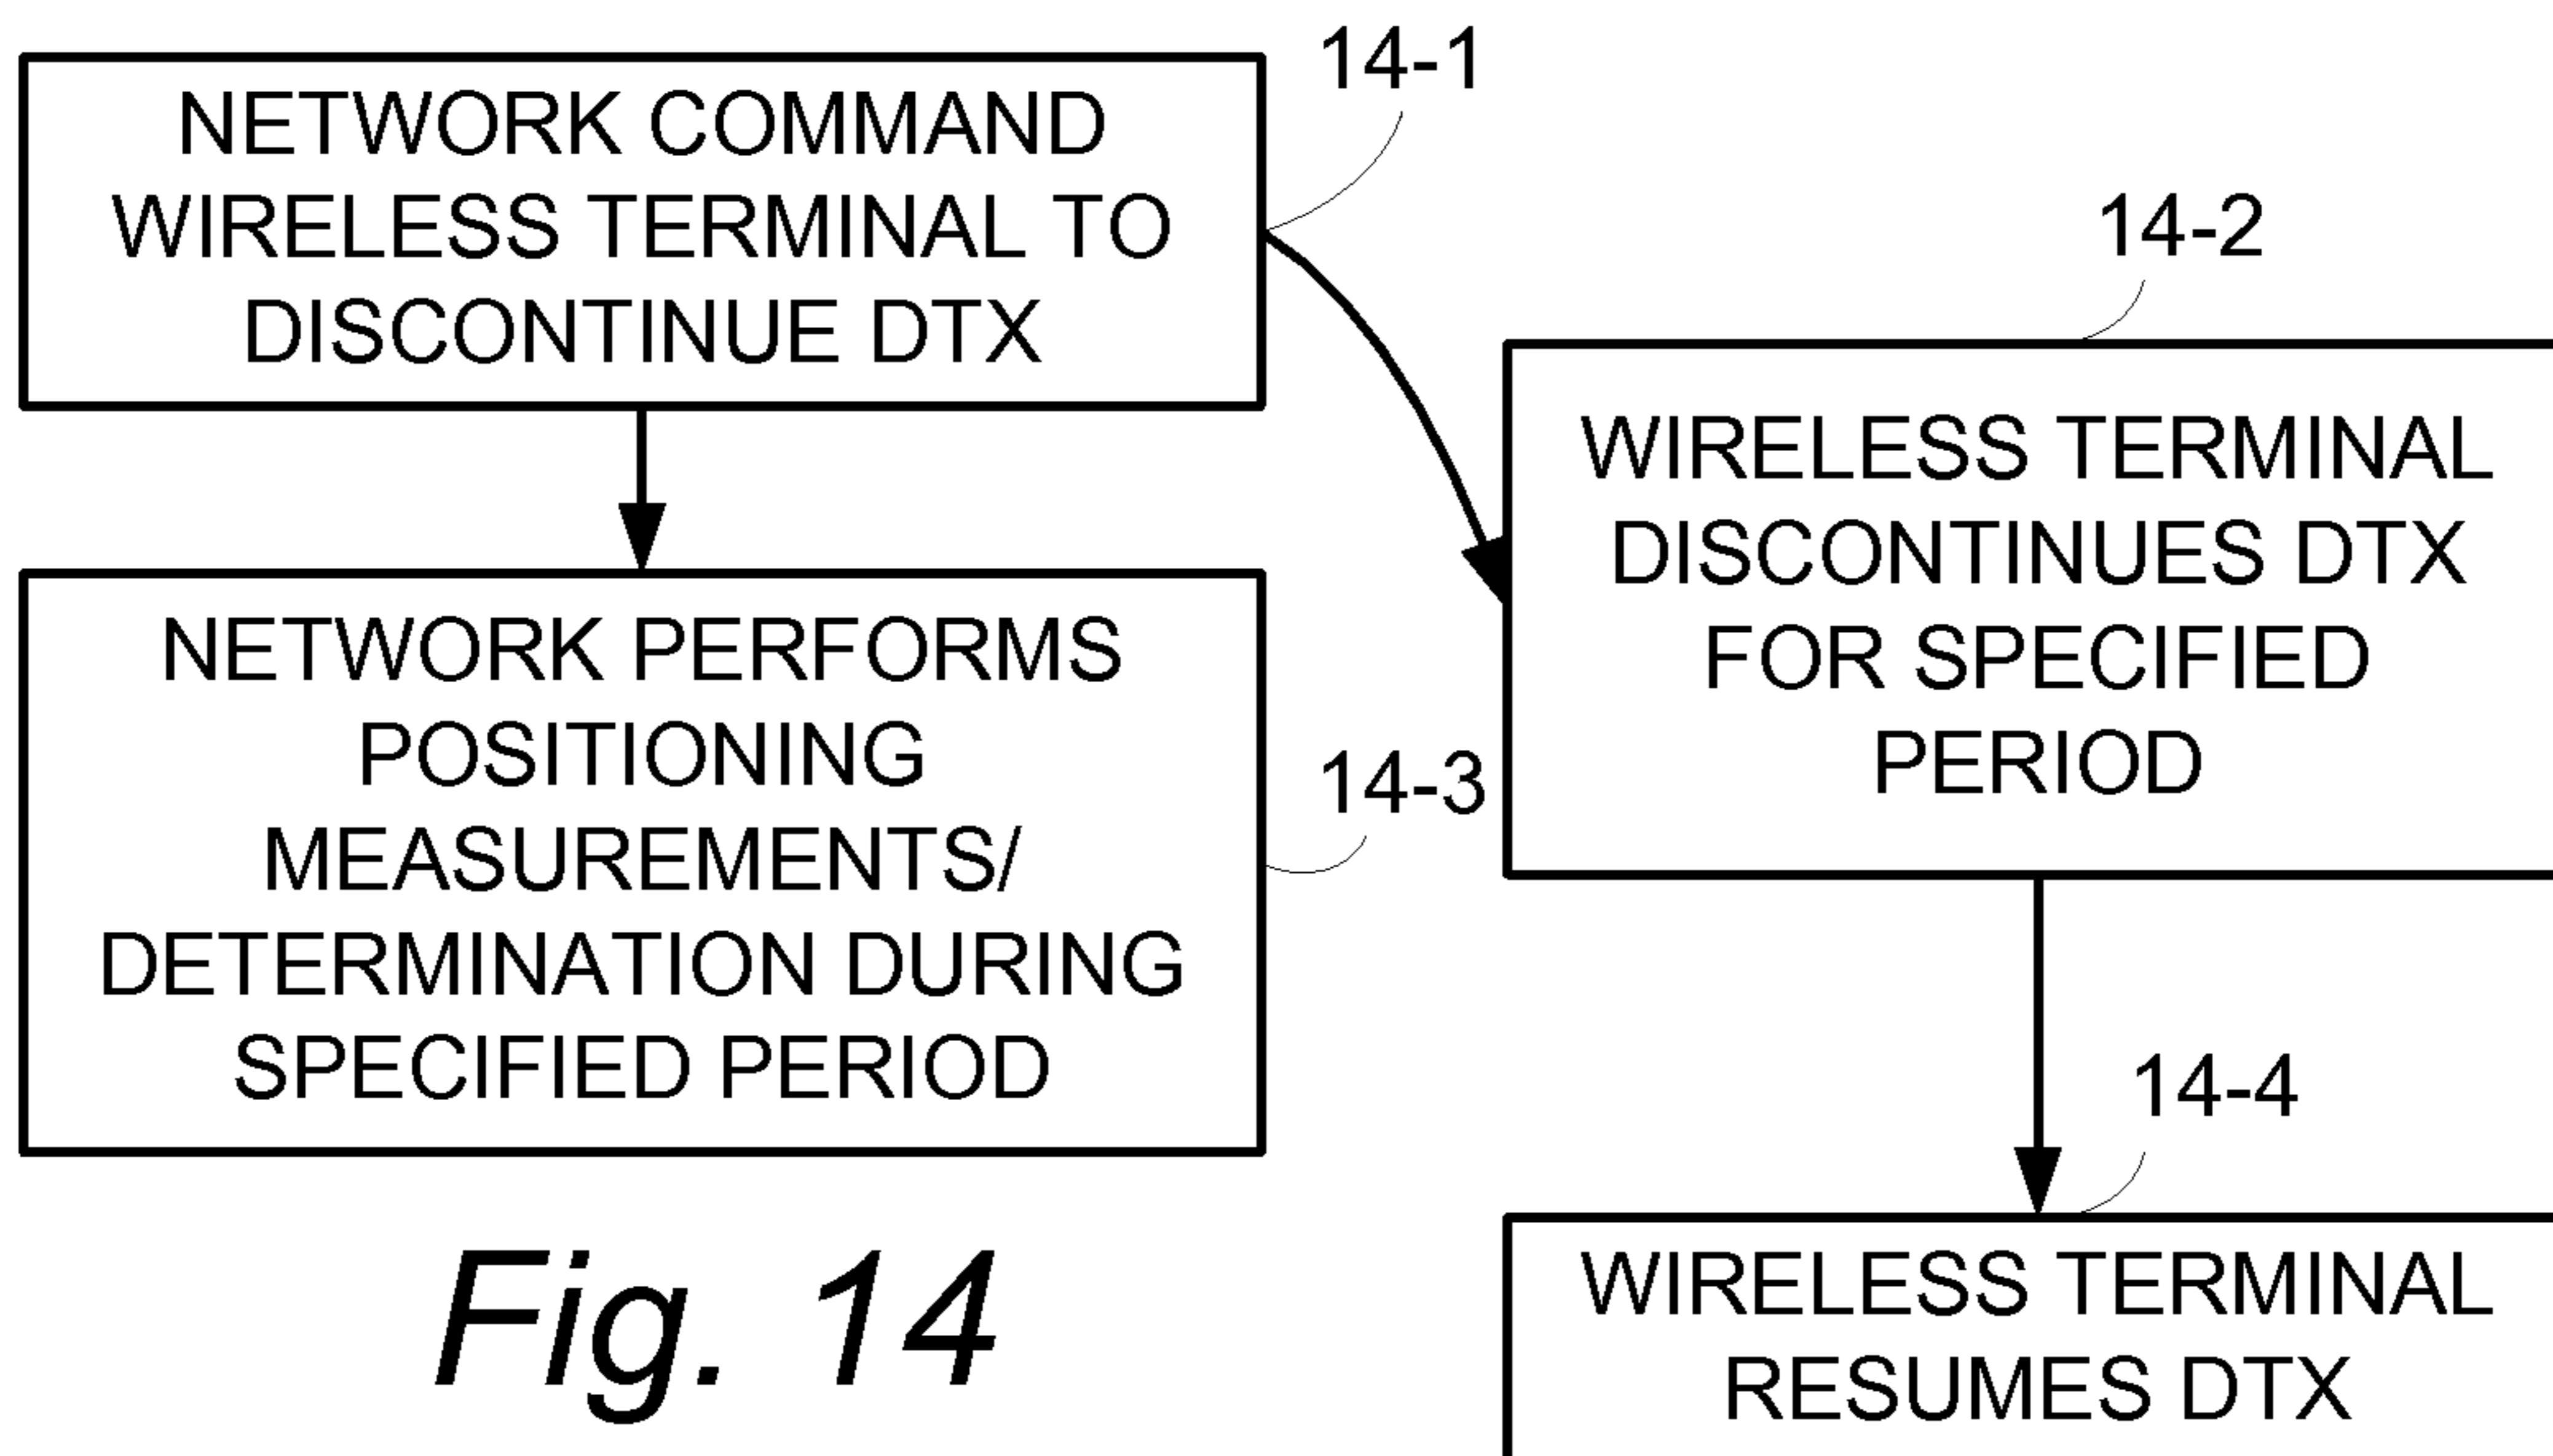 14-1
NETWORK COMMAND
WIRELESS TERMINAL TO
DISCONTINUE DTX
14-2
WIRELESS TERMINAL
DISCONTINUES DTX
FOR SPECIFIED
PERIOD
NETWORK PERFORMS
POSITIONING
MEASUREMENTS/
DETERMINATION DURING
SPECIFIED PERIOD
14-3
14-4
WIRELESS TERMINAL
RESUMES DTX
Fig. 14